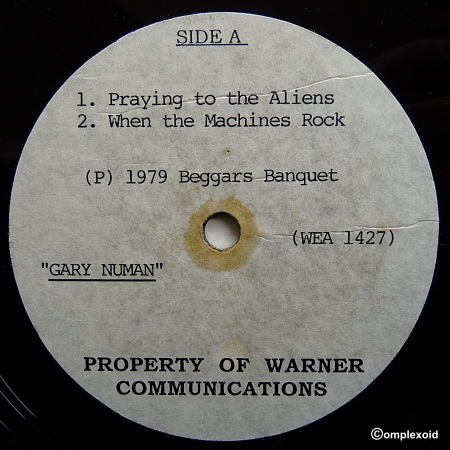 SIDE A
1. Praying to the Aliens
2. When the Machines Rock
(P) 1979 Beggars Banquet
(WEA 1427)
"GARY NUMAN"
PROPERTY OF WARNER
COMMUNICATIONS
©omplexoid